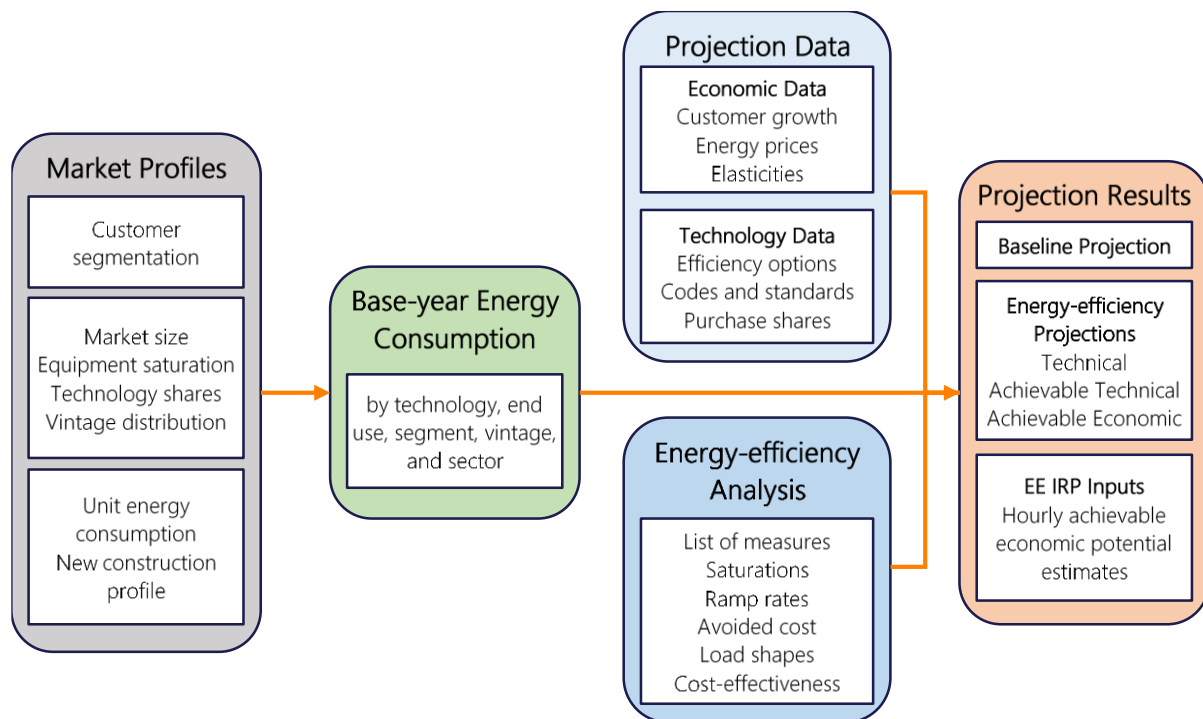 Market Profiles
Customer
segmentation
Market size
Equipment saturation
Technology shares
Vintage distribution
Unit energy
consumption
New construction
profile
Base-year Energy
Consumption
by technology, end
use, segment, vintage,
and sector
Projection Data
Economic Data
Customer growth
Energy prices
Elasticities
Technology Data
Efficiency options
Codes and standards
Purchase shares
Energy-efficiency
Analysis
List of measures
Saturations
Ramp rates
Avoided cost
Load shapes
Cost-effectiveness
Projection Results
Baseline Projection
Energy-efficiency
Projections
Technical
Achievable Technical
Achievable Economic
EE IRP Inputs
Hourly achievable
economic potential
estimates